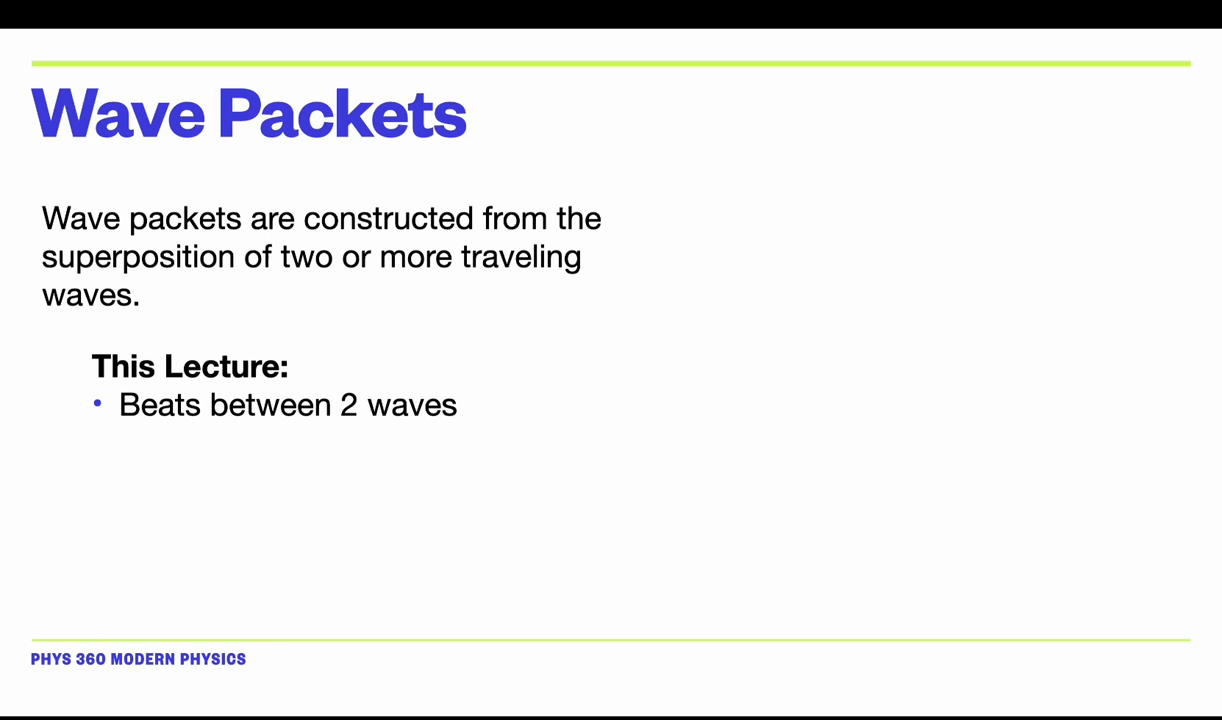 Wave Packets
Wave packets are constructed from the
superposition of two or more traveling
waves.
This Lecture:
• Beats between 2 waves
PHYS 360 MODERN PHYSICS